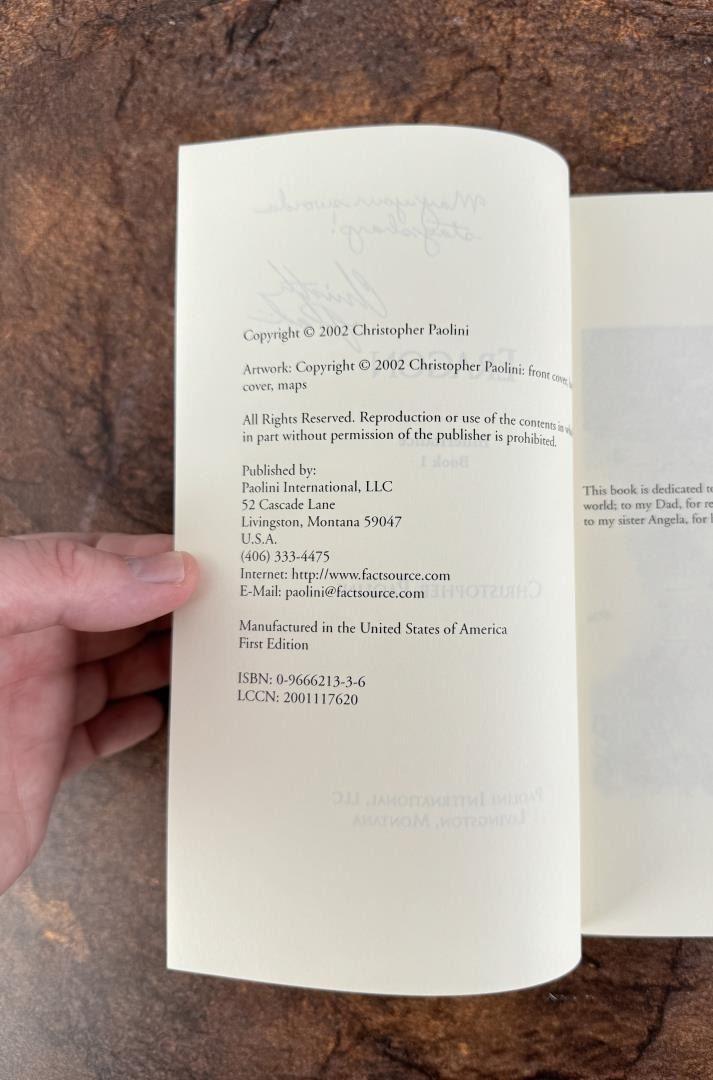 Copyright © 2002 Christopher Paolini
Artwork: Copyright © 2002 Christopher Paolini: front cover,
cover, maps
All Rights Reserved. Reproduction or use of the contents in
in part without permission of the publisher is prohibited.
Published by:
Paolini International, LLC
52 Cascade Lane
Livingston, Montana 59047
U.S.A.
(406) 333-4475
Internet: http://www.factsource.com
E-Mail: paolini@factsource.com
Manufactured in the United States of America
First Edition
ISBN: 0-9666213-3-6
LCCN: 2001117620
This book is dedicated
world; to my Dad, for
to my sister Angela, for